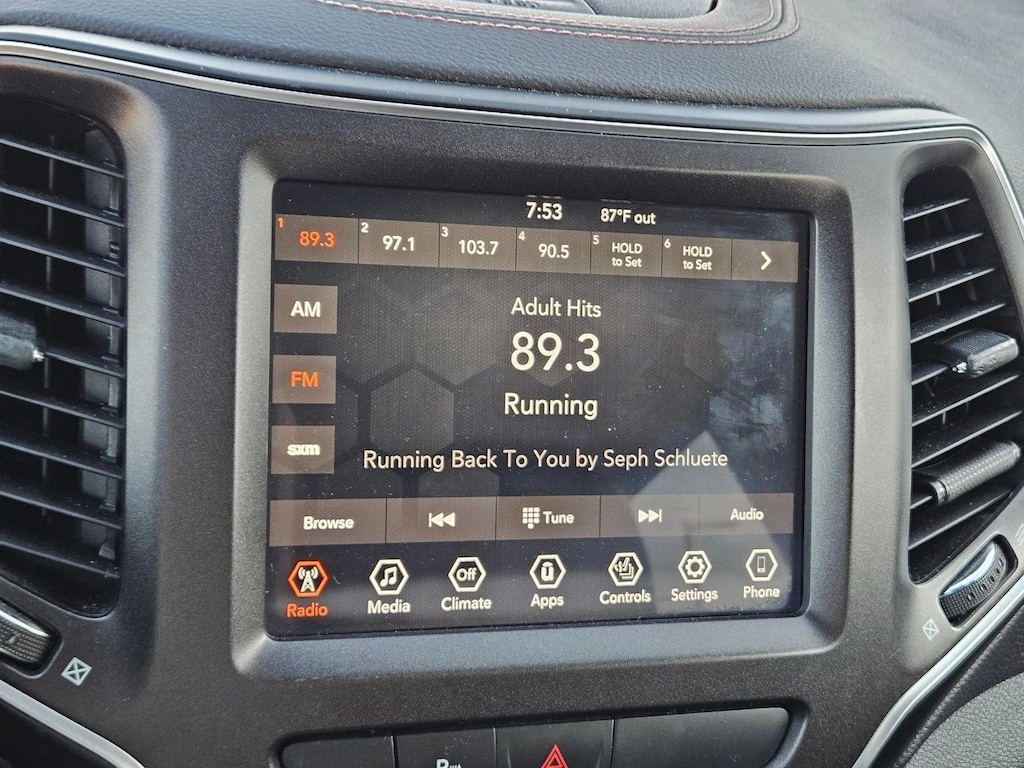 7:53 87°F out
1 89.3 2 97.1 3 103.7 4 90.5 5 HOLD to Set 6 HOLD to Set
AM
Adult Hits
89.3
FM
Running
sxm
Running Back To You by Seph Schluete
Browse Tune Audio
Off
Radio Media Climate Apps Controls Settings Phone